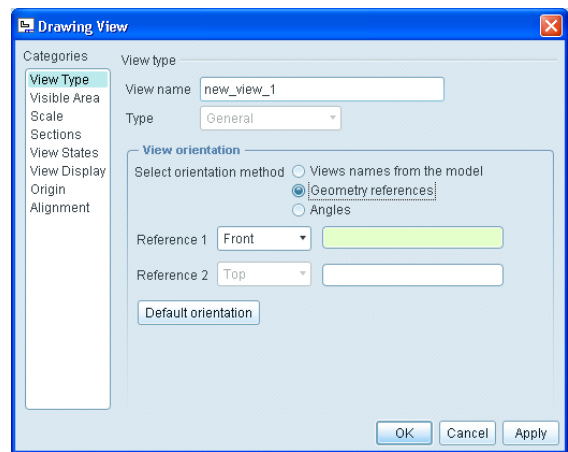 Drawing View
Categories
View Type
Visible Area
Scale
Sections
View States
View Display
Origin
Alignment
View type
View name new_view_1
Type General
View orientation
Select orientation method Views names from the model
Geometry references
Angles
Reference 1 Front
Reference 2 Top
Default orientation
OK Cancel Apply